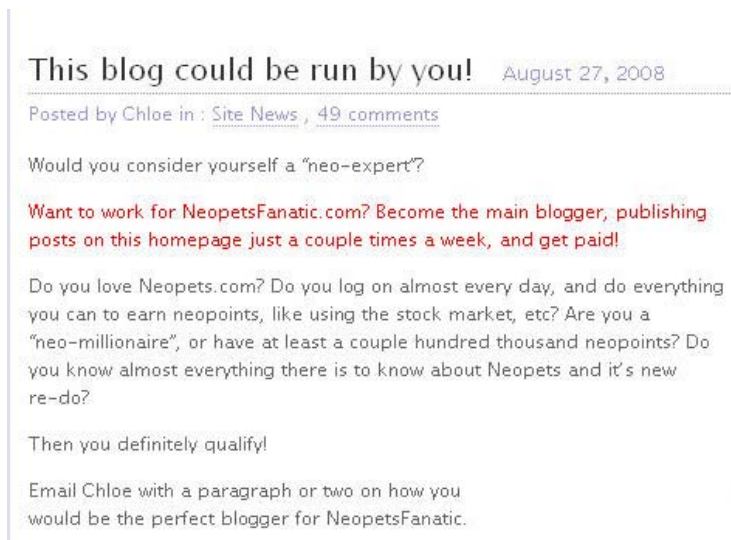 This blog could be run by you! August 27, 2008
Posted by Chloe in : Site News , 49 comments
Would you consider yourself a “neo-expert”?
Want to work for NeopetsFanatic.com? Become the main blogger, publishing
posts on this homepage just a couple times a week, and get paid!
Do you love Neopets.com? Do you log on almost every day, and do everything
you can to earn neopoints, like using the stock market, etc? Are you a
“neo-millionaire”, or have at least a couple hundred thousand neopoints? Do
you know almost everything there is to know about Neopets and it’s new
re-do?
Then you definitely qualify!
Email Chloe with a paragraph or two on how you
would be the perfect blogger for NeopetsFanatic.